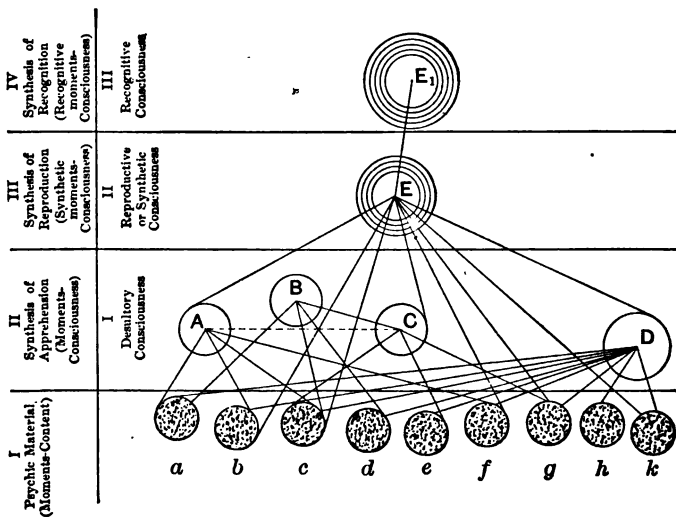 IV
Synthesis of
Recognition
(Recognitive
moments-
Consciousness)
III
Recognitive
Consciousness
E1
III
Synthesis of
Reproduction
(Synthetic
moments-
Consciousness)
II
Reproductive
or Synthetic
Consciousness
E
II
Synthesis of
Apprehension
(Moments-
Consciousness)
I
Desultory
Consciousness
A
B
C
D
I
Psychic Material
(Moments-Content)
a b c d e f g h k